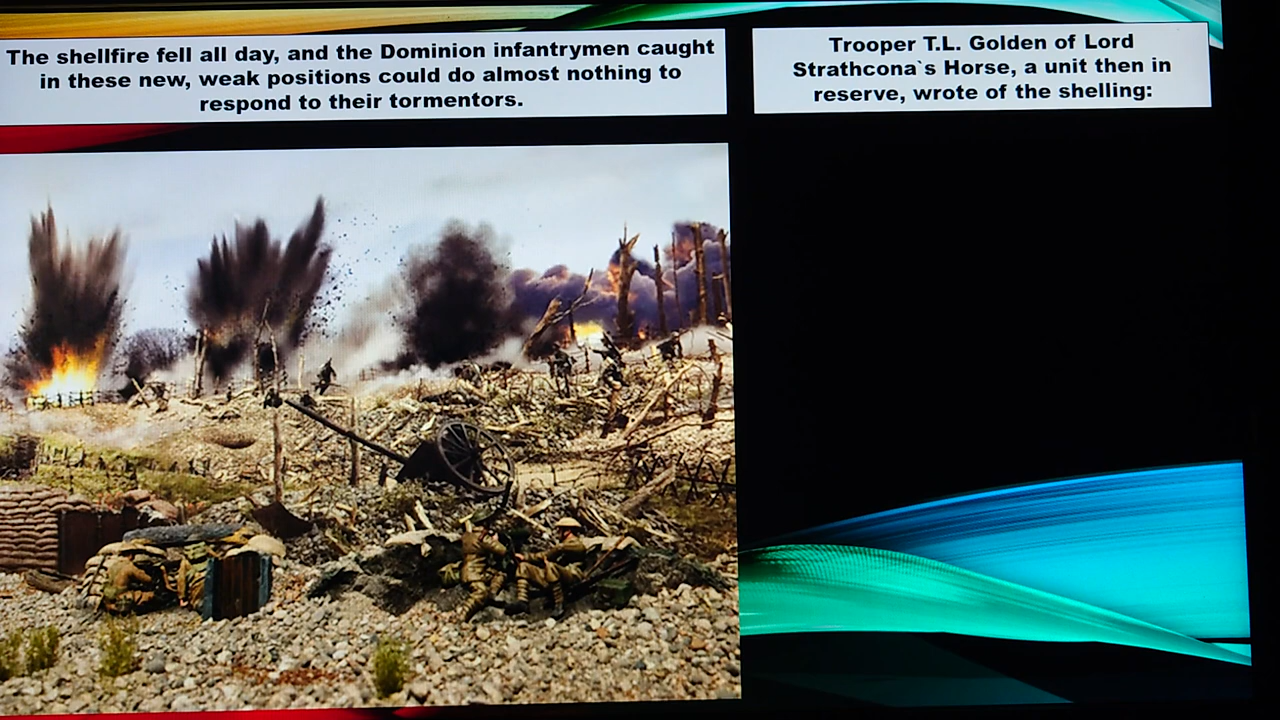 The shellfire fell all day, and the Dominion infantrymen caught
in these new, weak positions could do almost nothing to
respond to their tormentors.
Trooper T.L. Golden of Lord
Strathcona`s Horse, a unit then in
reserve, wrote of the shelling: